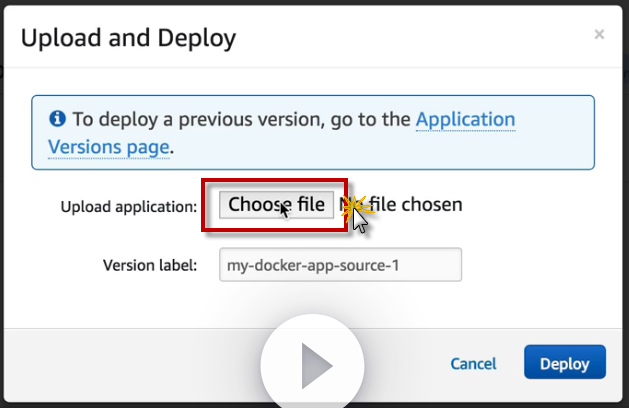 Upload and Deploy
×
To deploy a previous version, go to the Application
Versions page.
Upload application: Choose file No file chosen
Version label: my-docker-app-source-1
Cancel Deploy